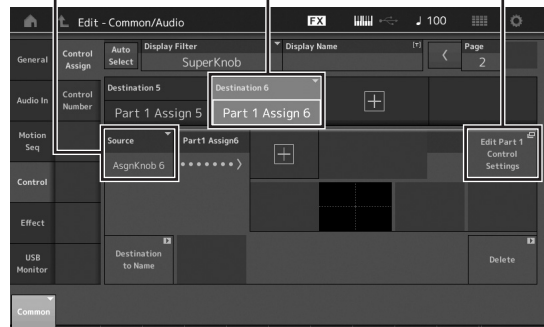 Edit - Common/Audio
FX
100
General
Control
Assign
Auto
Select
Display Filter
SuperKnob
Display Name
[T]
Page
2
Audio In
Control
Number
Destination 5
Part 1 Assign 5
Destination 6
Part 1 Assign 6
Motion
Seq
Source
AsgnKnob 6
Part1 Assign6
Edit Part 1
Control
Settings
Control
Effect
USB
Monitor
Destination
to Name
Delete
Common